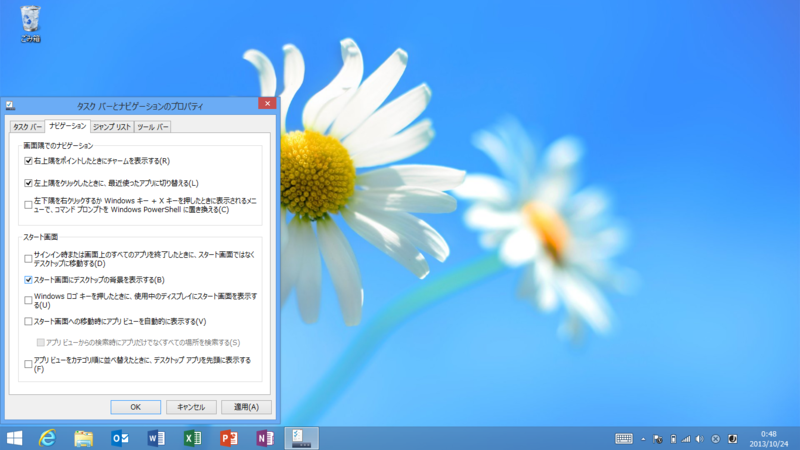 ごみ箱
タスク バーとナビゲーションのプロパティ
タスク バー
ナビゲーション
ジャンプ リスト
ツール バー
画面隅でのナビゲーション
右上隅をポイントしたときにチャームを表示する(R)
左上隅をクリックしたときに、最近使ったアプリに切り替える(L)
左下隅を右クリックするか Windows キー + X キーを押したときに表示されるメニ
ューで、コマンド プロンプトを Windows PowerShell に置き換える(C)
スタート画面
サインイン時または画面上のすべてのアプリを終了したときに、スタート画面ではなく
デスクトップに移動する(D)
スタート画面にデスクトップの背景を表示する(B)
Windows ロゴ キーを押したときに、使用中のディスプレイにスタート画面を表示す
る(U)
スタート画面への移動時にアプリ ビューを自動的に表示する(V)
アプリ ビューからの検索時にアプリだけでなくすべての場所を検索する(S)
アプリ ビューをカテゴリ順に並べ替えたときに、デスクトップ アプリを先頭に表示する
(F)
OK
キャンセル
適用(A)
0:48
2013/10/24